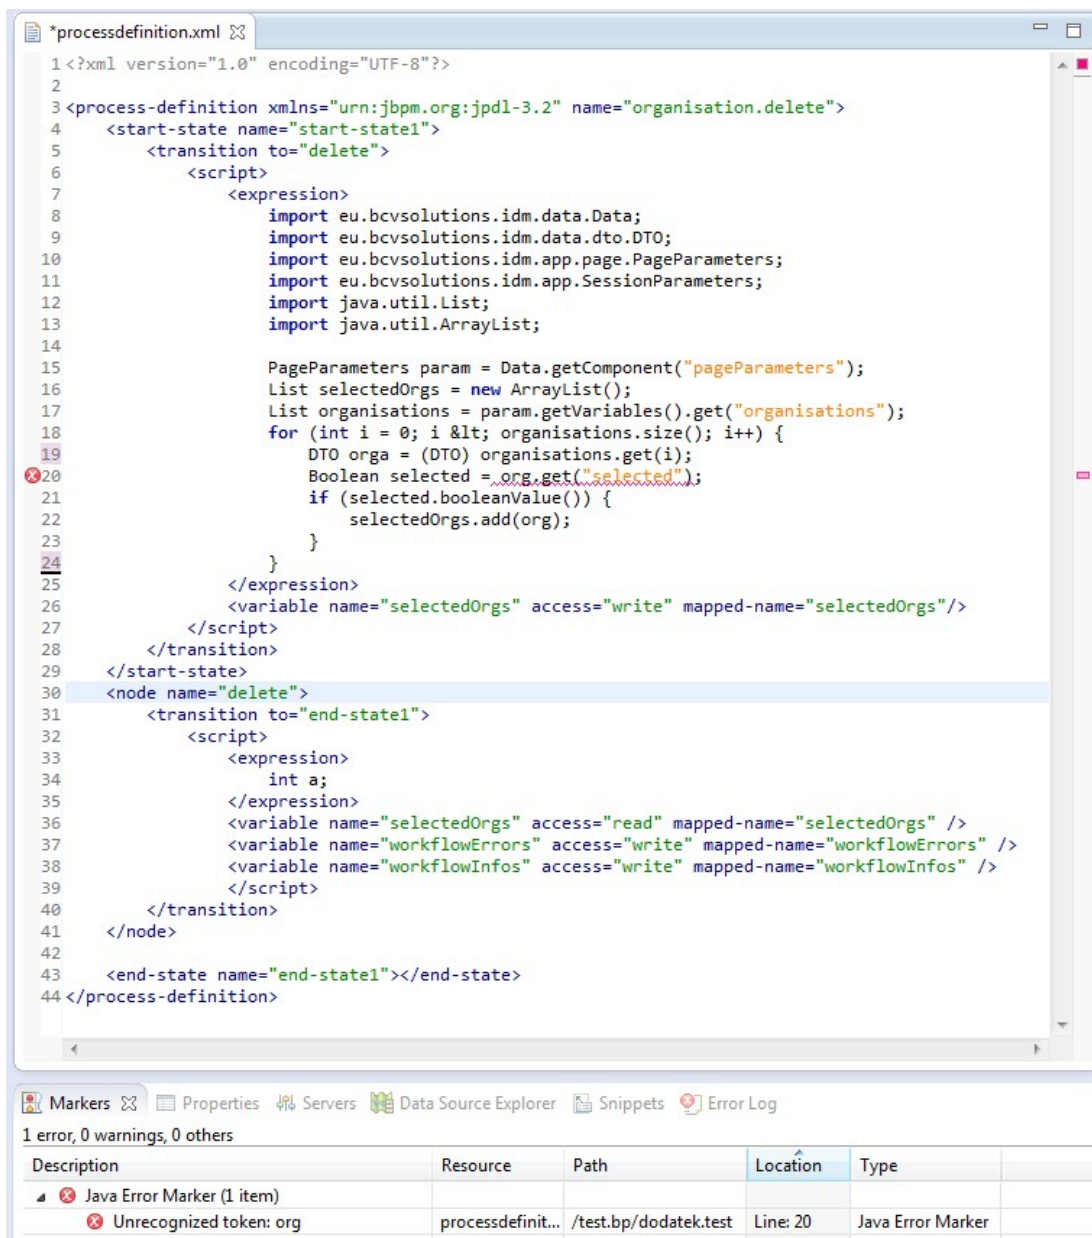 *processdefinition.xml
1 <?xml version="1.0" encoding="UTF-8"?>
2
3 <process-definition xmlns="urn:jbpm.org:jpdl-3.2" name="organisation.delete">
4     <start-state name="start-state1">
5         <transition to="delete">
6             <script>
7                 <expression>
8                     import eu.bcvsolutions.idm.data.Data;
9                     import eu.bcvsolutions.idm.data.dto.DTO;
10                     import eu.bcvsolutions.idm.app.page.PageParameters;
11                     import eu.bcvsolutions.idm.app.SessionParameters;
12                     import java.util.List;
13                     import java.util.ArrayList;
14
15                     PageParameters param = Data.getComponent("pageParameters");
16                     List selectedOrgs = new ArrayList();
17                     List organisations = param.getVariables().get("organisations");
18                     for (int i = 0; i &lt; organisations.size(); i++) {
19                         DTO orga = (DTO) organisations.get(i);
20                         Boolean selected = org.get("selected");
21                         if (selected.booleanValue()) {
22                             selectedOrgs.add(org);
23                         }
24                     }
25                 </expression>
26                 <variable name="selectedOrgs" access="write" mapped-name="selectedOrgs"/>
27             </script>
28         </transition>
29     </start-state>
30     <node name="delete">
31         <transition to="end-state1">
32             <script>
33                 <expression>
34                     int a;
35                 </expression>
36                 <variable name="selectedOrgs" access="read" mapped-name="selectedOrgs" />
37                 <variable name="workflowErrors" access="write" mapped-name="workflowErrors" />
38                 <variable name="workflowInfos" access="write" mapped-name="workflowInfos" />
39                 </script>
40         </transition>
41     </node>
42
43     <end-state name="end-state1"></end-state>
44 </process-definition>
Markers Properties Servers Data Source Explorer Snippets Error Log
1 error, 0 warnings, 0 others
Description Resource Path Location Type
Java Error Marker (1 item)
Unrecognized token: org processdefinit... /test.bp/dodatek.test Line: 20 Java Error Marker